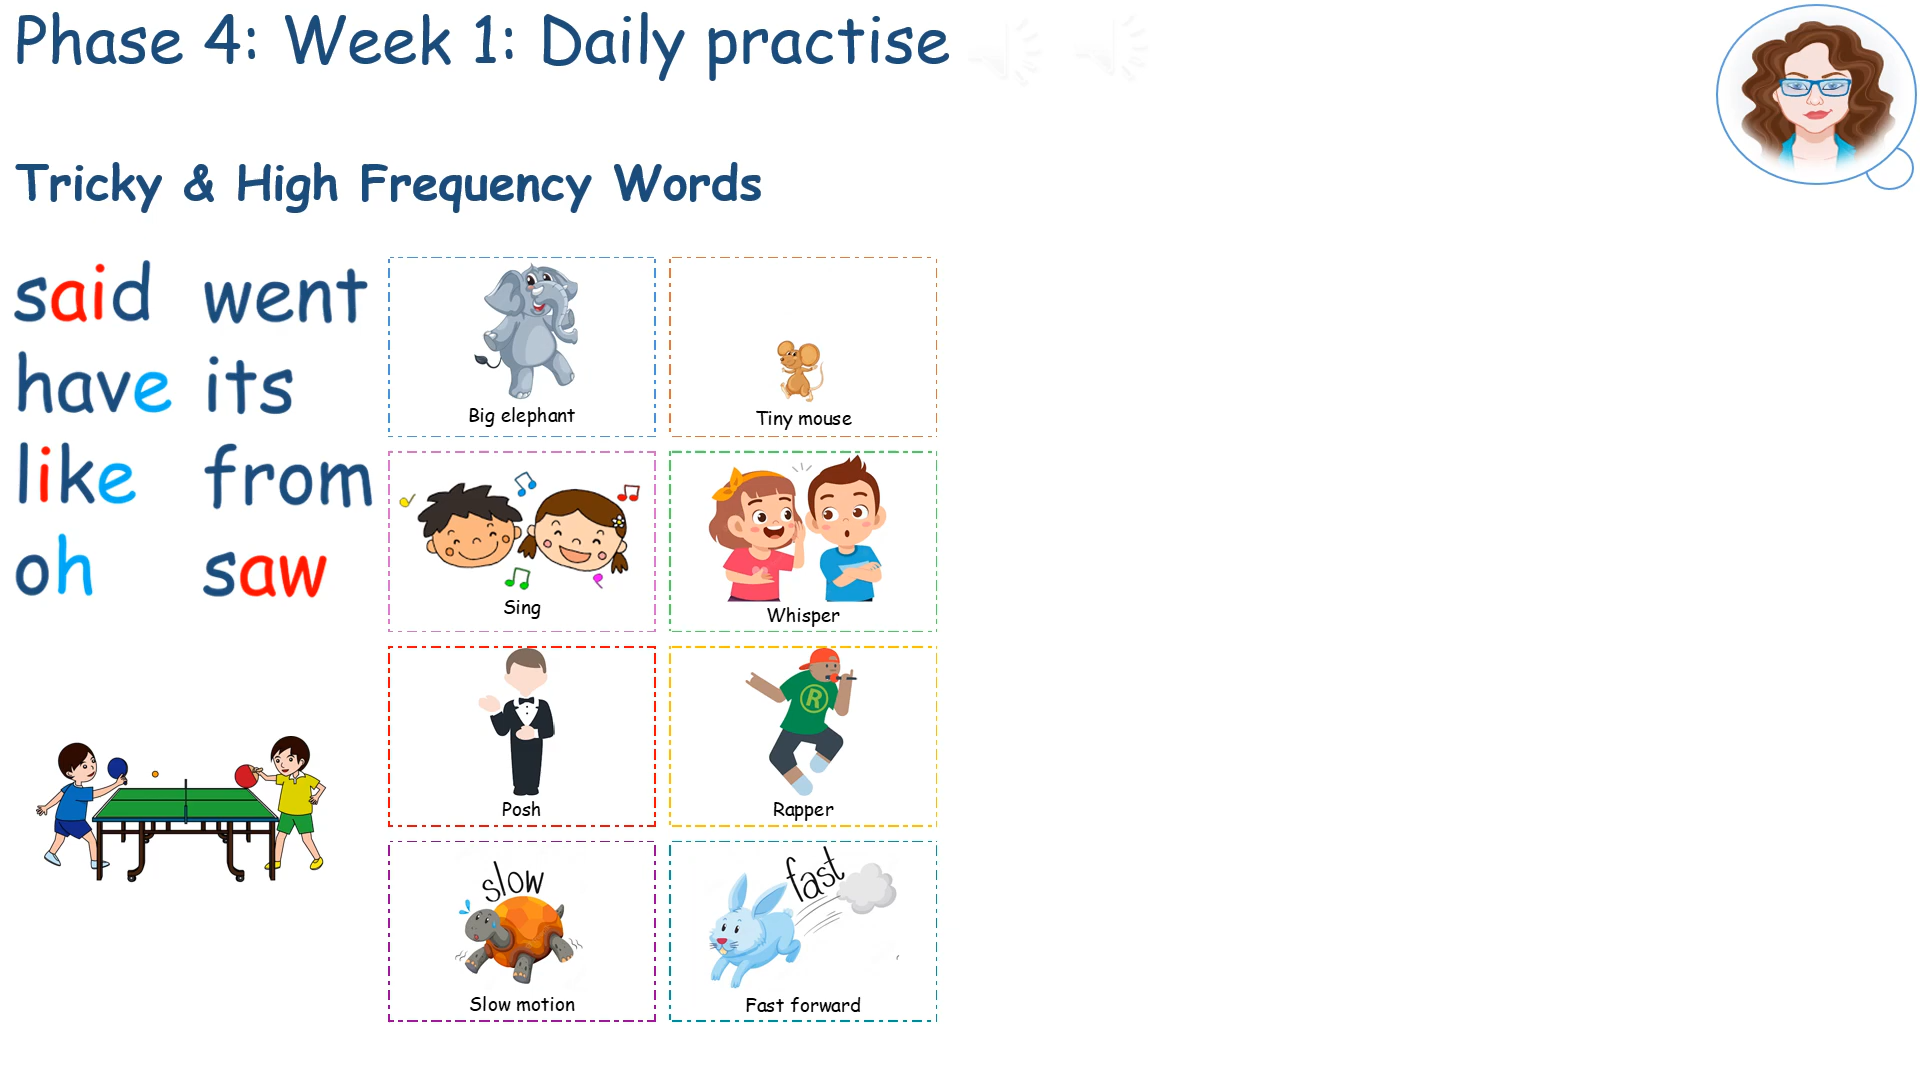 Phase 4: Week 1: Daily practise
Tricky & High Frequency Words
said went
have its
like from
oh saw
Big elephant
Tiny mouse
Sing
Whisper
R
Posh
Rapper
slow
fast
Slow motion
Fast forward